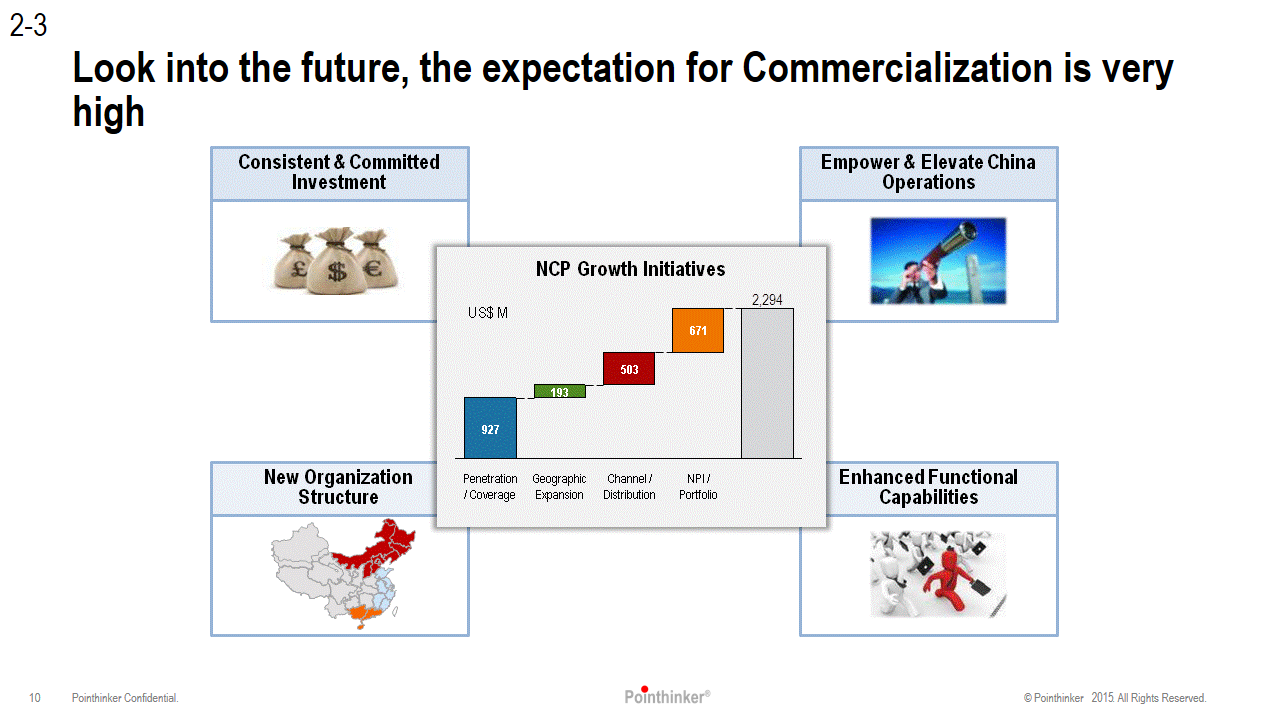 2-3
Look into the future, the expectation for Commercialization is very
high
Consistent & Committed
Investment
£
$
€
Empower & Elevate China
Operations
NCP Growth Initiatives
US$ M
927
193
503
671
2,294
Penetration
/ Coverage
Geographic
Expansion
Channel /
Distribution
NPI /
Portfolio
New Organization
Structure
Enhanced Functional
Capabilities
10
Pointhinker Confidential.
Pointhinker®
© Pointhinker 2015. All Rights Reserved.